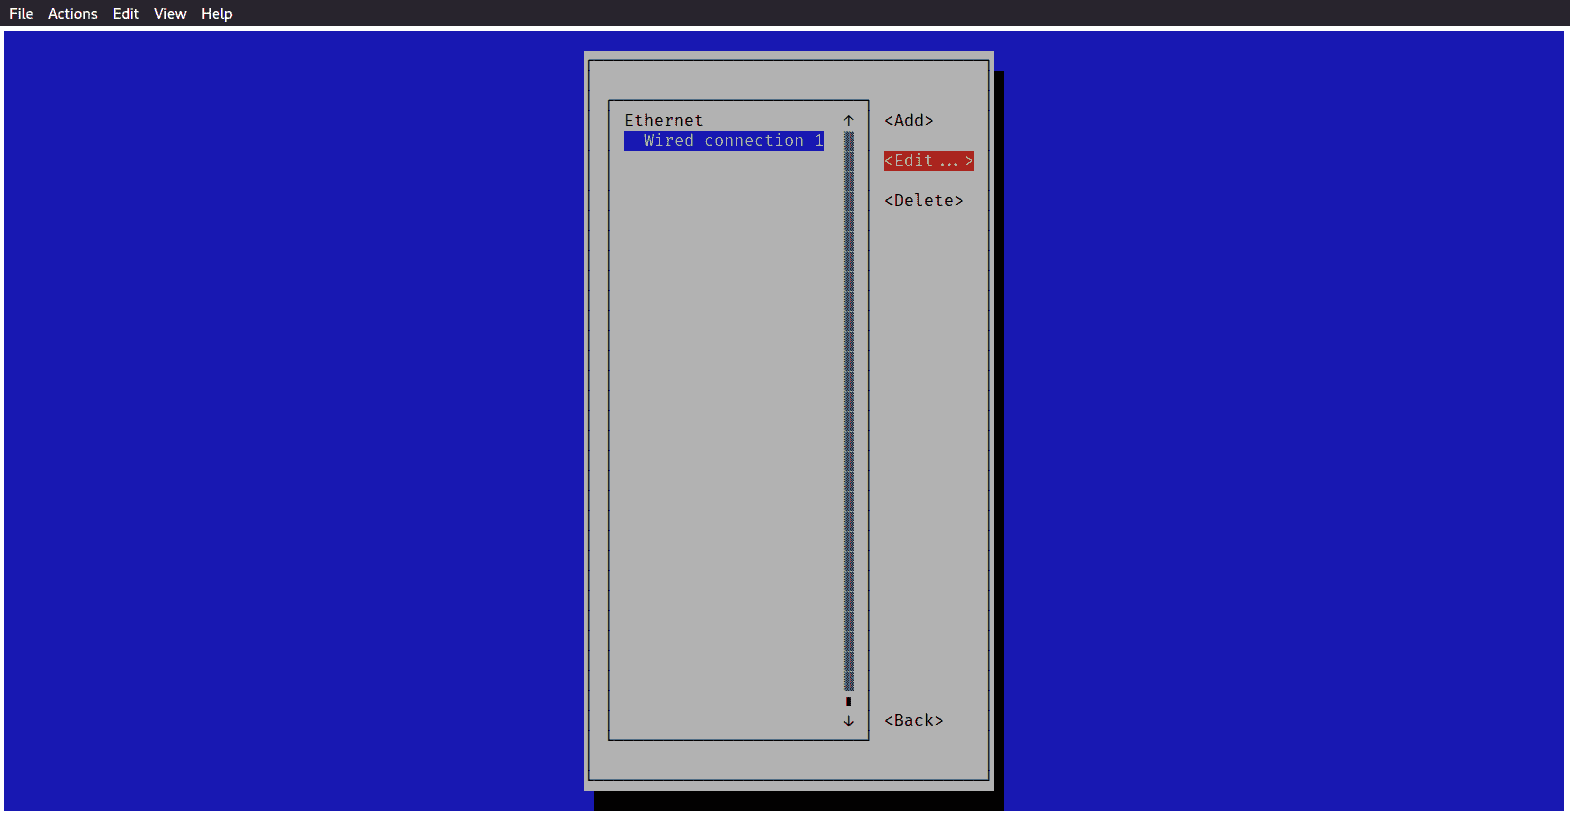 File Actions Edit View Help
Ethernet ↑ <Add>
Wired connection 1
<Edit...>
<Delete>
↓ <Back>